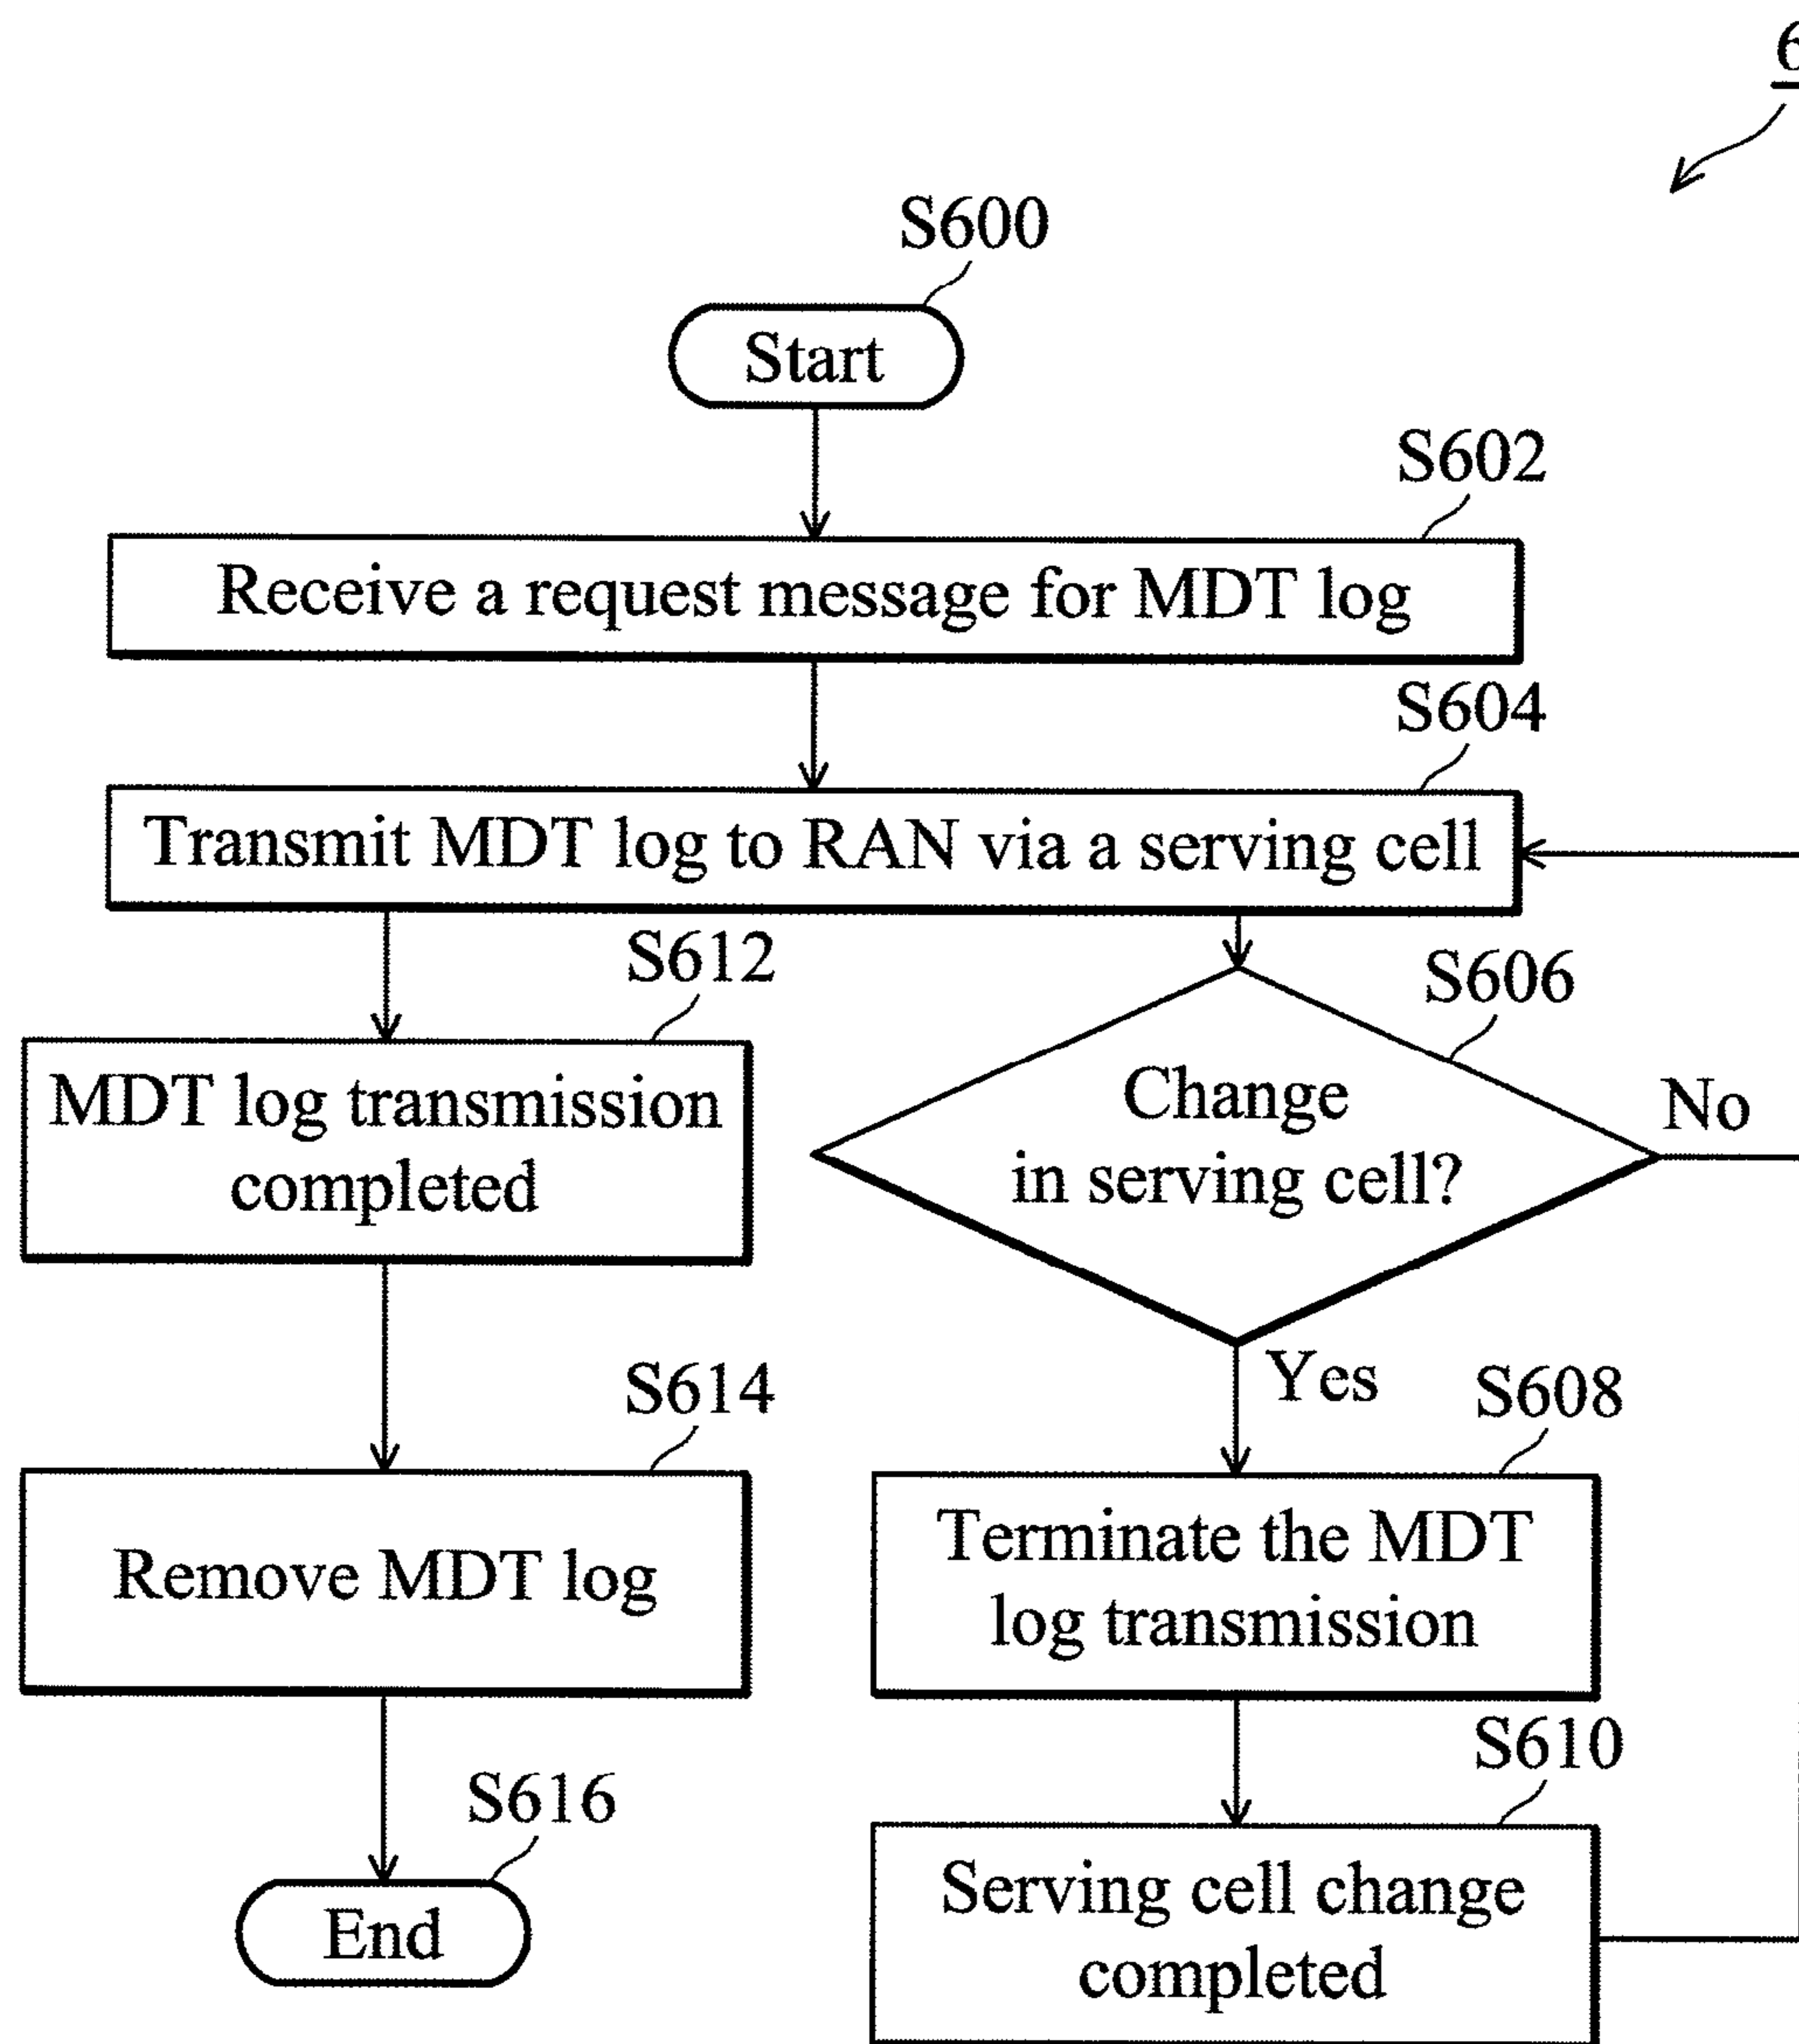 6
S600
Start
S602
Receive a request message for MDT log
S604
Transmit MDT log to RAN via a serving cell
S612
MDT log transmission
completed
S606
Change
in serving cell?
No
Yes
S614
Remove MDT log
S608
Terminate the MDT
log transmission
S610
Serving cell change
completed
S616
End